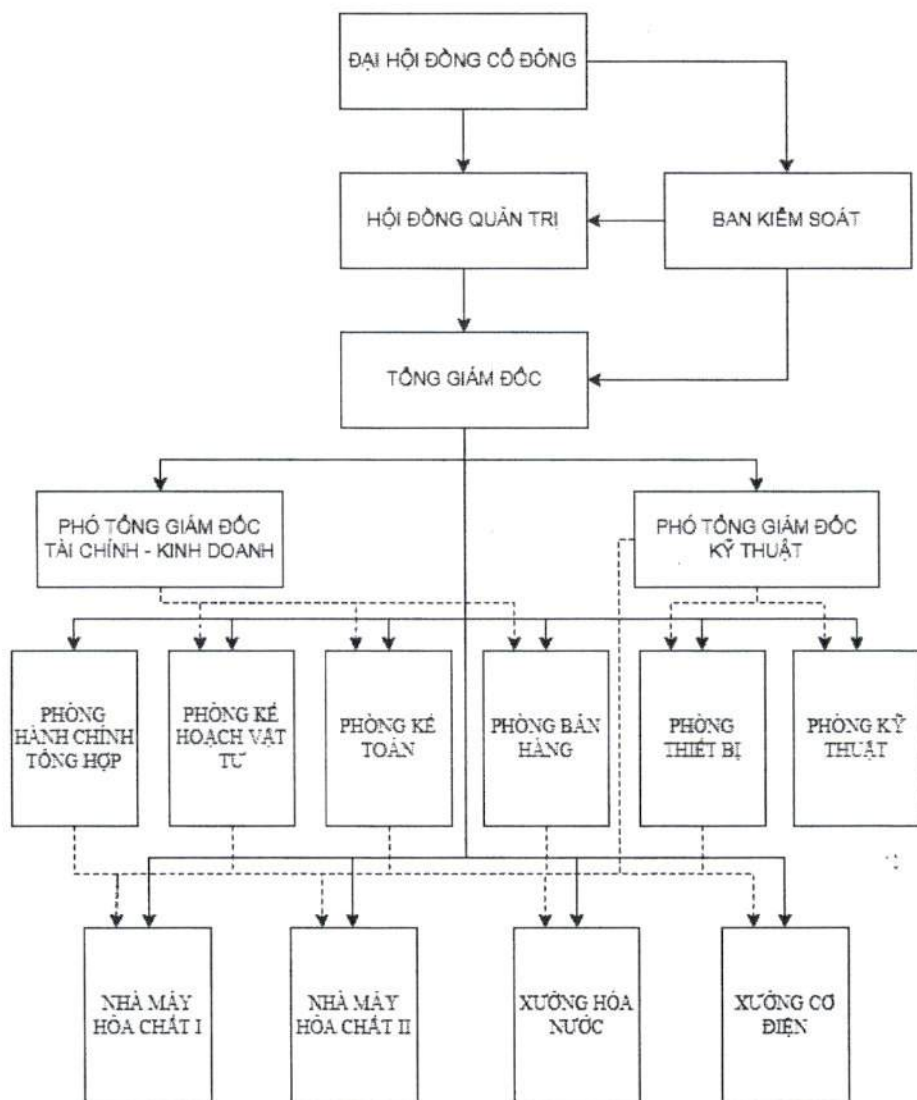 ĐẠI HỘI ĐỒNG CỔ ĐÔNG
HỘI ĐỒNG QUẢN TRỊ
BAN KIỂM SOÁT
TỔNG GIÁM ĐỐC
PHÓ TỔNG GIÁM ĐỐC
TÀI CHÍNH - KINH DOANH
PHÓ TỔNG GIÁM ĐỐC
KỸ THUẬT
PHÒNG
HÀNH CHÍNH
TỔNG HỢP
PHÒNG KẾ
HOẠCH VẬT
TƯ
PHÒNG KẾ
TOÁN
PHÒNG BÁN
HÀNG
PHÒNG
THIẾT BỊ
PHÒNG KỸ
THUẬT
NHÀ MÁY
HÓA CHẤT I
NHÀ MÁY
HÓA CHẤT II
XƯỞNG HÓA
NƯỚC
XƯỞNG CƠ
ĐIỆN